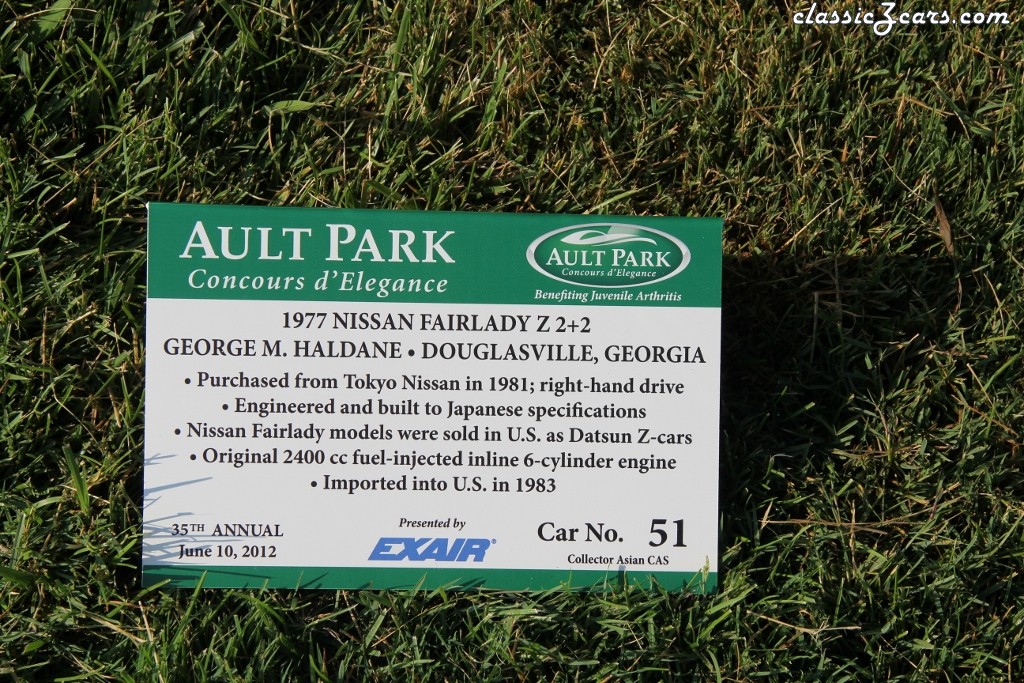 classicZcars.com
AULT PARK
Concours d'Elegance
AULT PARK
Concours d'Elegance
Benefiting Juvenile Arthritis
1977 NISSAN FAIRLADY Z 2+2
GEORGE M. HALDANE • DOUGLASVILLE, GEORGIA
• Purchased from Tokyo Nissan in 1981; right-hand drive
• Engineered and built to Japanese specifications
• Nissan Fairlady models were sold in U.S. as Datsun Z-cars
• Original 2400 cc fuel-injected inline 6-cylinder engine
• Imported into U.S. in 1983
35TH ANNUAL
June 10, 2012
Presented by
EXAIR®
Car No. 51
Collector Asian CAS